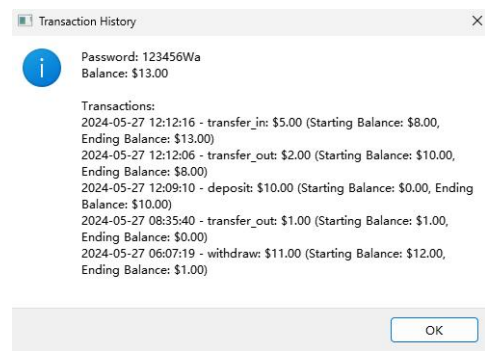 Transaction History
Password: 123456Wa
Balance: $13.00
Transactions:
2024-05-27 12:12:16 - transfer_in: $5.00 (Starting Balance: $8.00,
Ending Balance: $13.00)
2024-05-27 12:12:06 - transfer_out: $2.00 (Starting Balance: $10.00,
Ending Balance: $8.00)
2024-05-27 12:09:10 - deposit: $10.00 (Starting Balance: $0.00, Ending
Balance: $10.00)
2024-05-27 08:35:40 - transfer_out: $1.00 (Starting Balance: $1.00,
Ending Balance: $0.00)
2024-05-27 06:07:19 - withdraw: $11.00 (Starting Balance: $12.00,
Ending Balance: $1.00)
OK